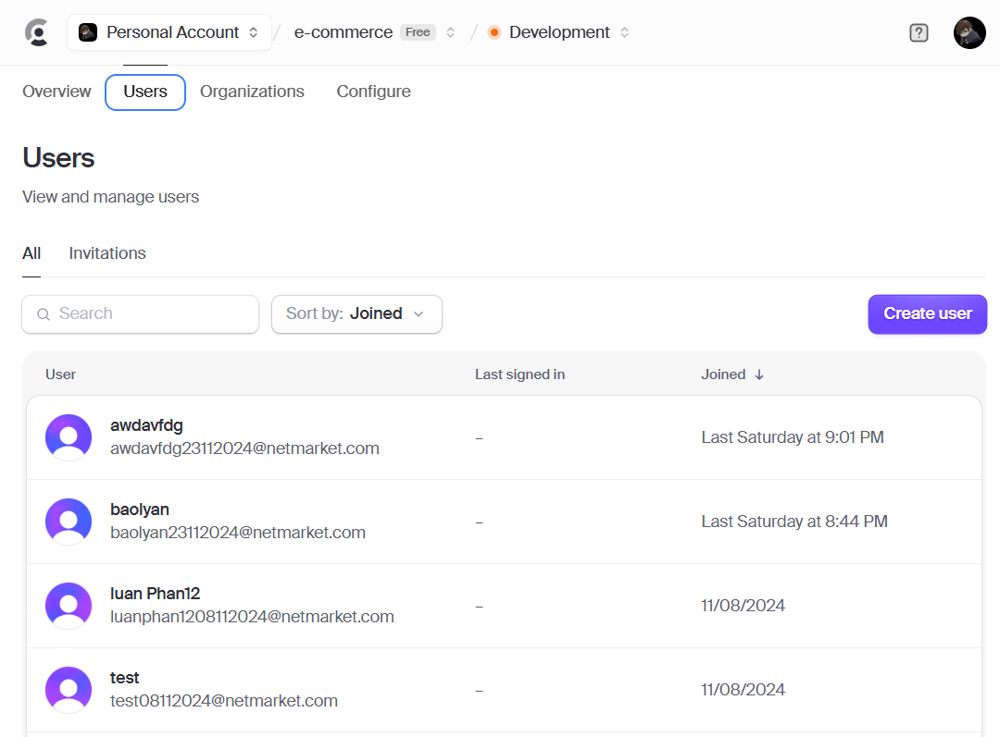 Personal Account / e-commerce Free / Development ?
Overview Users Organizations Configure
Users
View and manage users
All Invitations
Search Sort by: Joined Create user
User Last signed in Joined ↓
awdavfdg
awdavfdg23112024@netmarket.com – Last Saturday at 9:01 PM
baolyan
baolyan23112024@netmarket.com – Last Saturday at 8:44 PM
luan Phan12
luanphan1208112024@netmarket.com – 11/08/2024
test
test08112024@netmarket.com – 11/08/2024